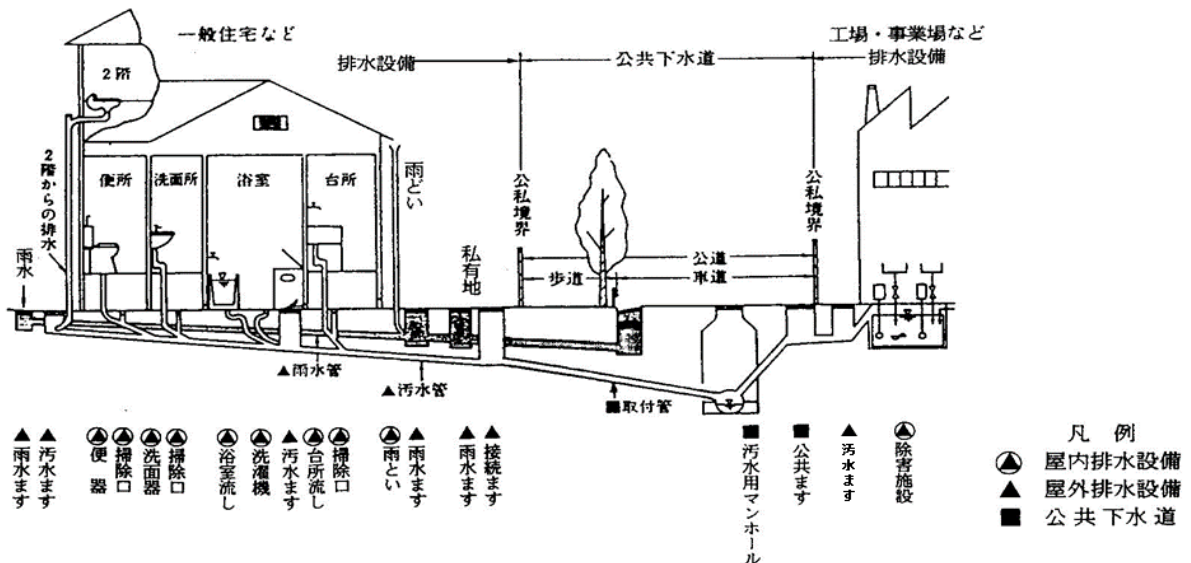 一般住宅など
工場・事業場など
排水設備
公共下水道
排水設備
2階
2階からの排水
便所
洗面所
浴室
台所
雨どい
雨水
私有地
公私境界
公私境界
公道
歩道
車道
▲雨水管
▲汚水管
■取付管
▲雨水ます
▲汚水ます
便器
掃除口
洗面器
掃除口
浴室流し
洗濯機
▲汚水ます
台所流し
掃除口
雨とい
▲雨水ます
▲雨水ます
▲接続ます
■汚水用マンホール
■公共ます
▲汚水ます
除害施設
凡例
屋内排水設備
▲屋外排水設備
■公共下水道